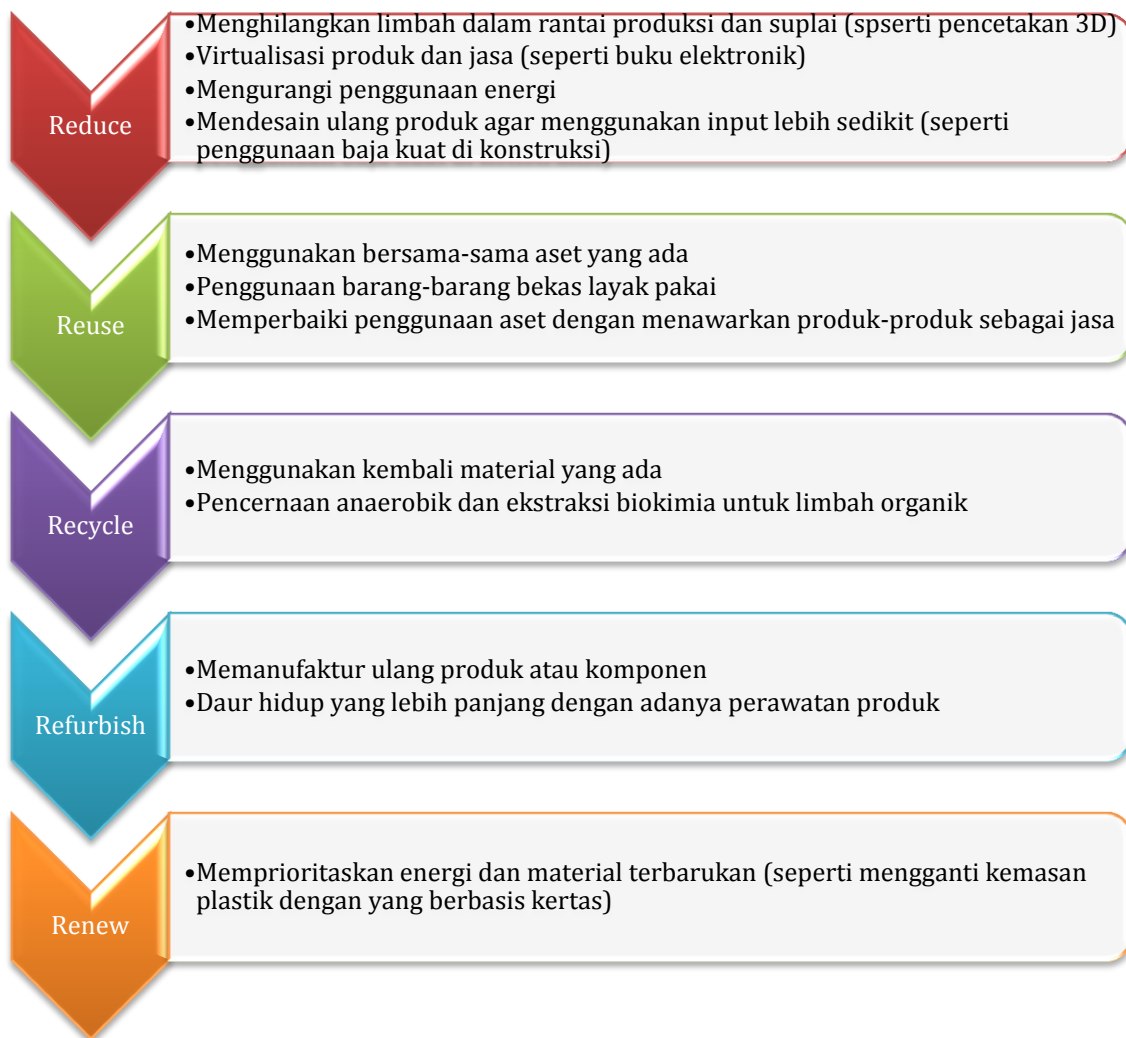 Reduce
•Menghilangkan limbah dalam rantai produksi dan suplai (spserti pencetakan 3D)
•Virtualisasi produk dan jasa (seperti buku elektronik)
•Mengurangi penggunaan energi
•Mendesain ulang produk agar menggunakan input lebih sedikit (seperti
penggunaan baja kuat di konstruksi)
Reuse
•Menggunakan bersama-sama aset yang ada
•Penggunaan barang-barang bekas layak pakai
•Memperbaiki penggunaan aset dengan menawarkan produk-produk sebagai jasa
Recycle
•Menggunakan kembali material yang ada
•Pencernaan anaerobik dan ekstraksi biokimia untuk limbah organik
Refurbish
•Memanufaktur ulang produk atau komponen
•Daur hidup yang lebih panjang dengan adanya perawatan produk
Renew
•Memprioritaskan energi dan material terbarukan (seperti mengganti kemasan
plastik dengan yang berbasis kertas)